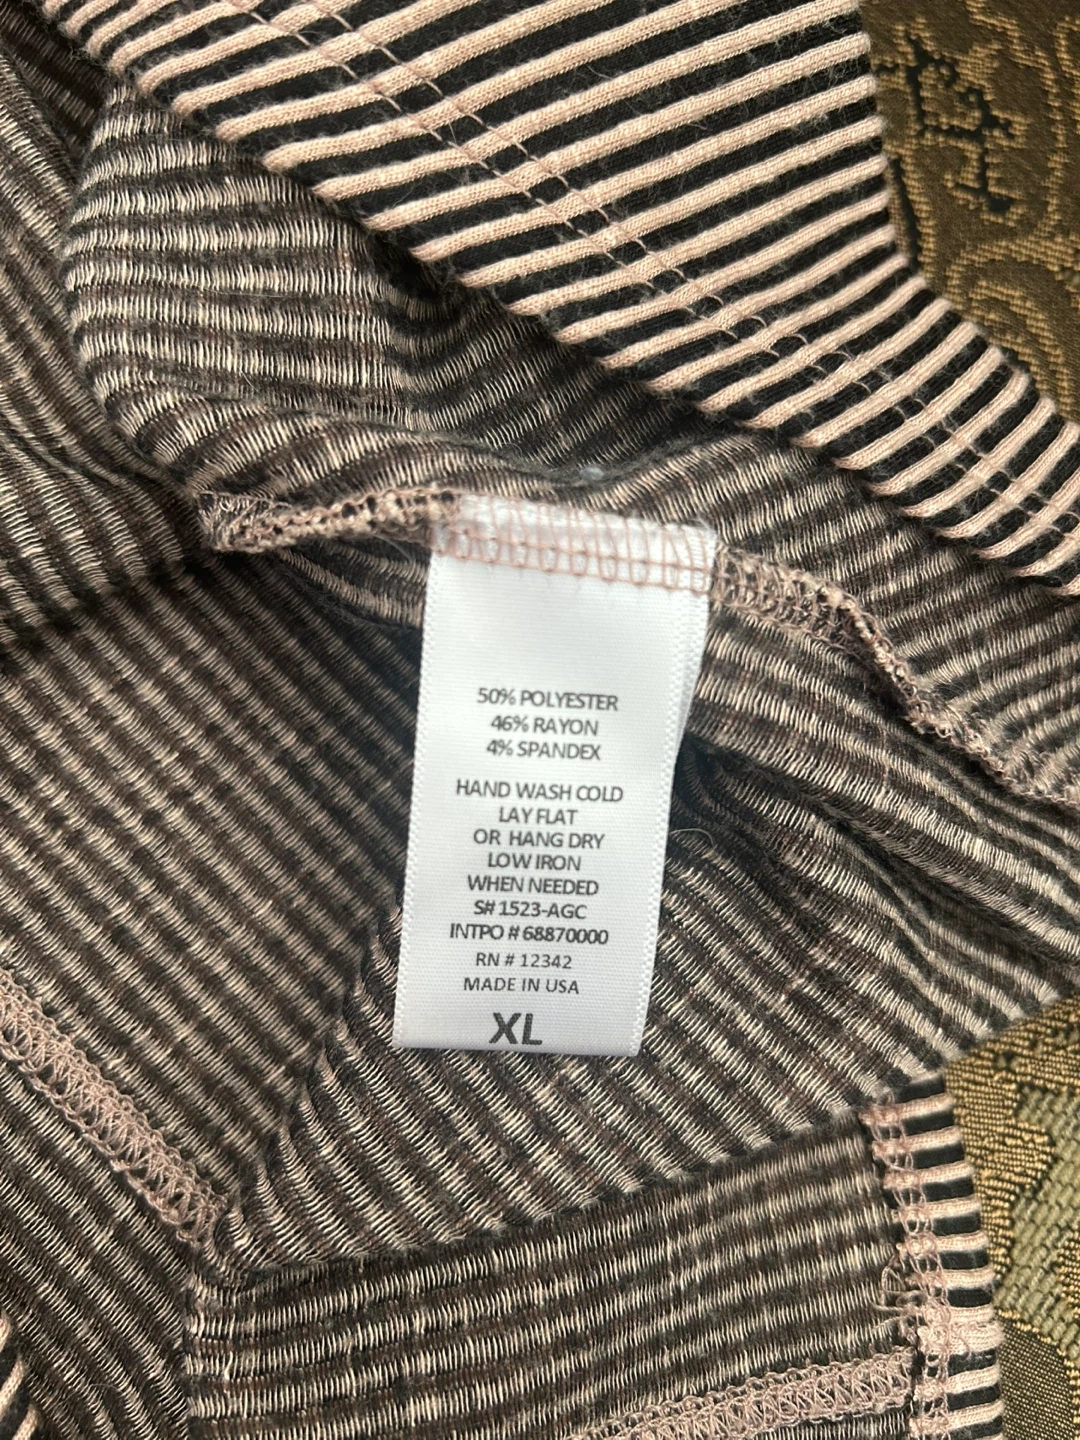 50% POLYESTER
46% RAYON
4% SPANDEX
HAND WASH COLD
LAY FLAT
OR HANG DRY
LOW IRON
WHEN NEEDED
S# 1523-AGC
INTPO # 68870000
RN # 12342
MADE IN USA
XL